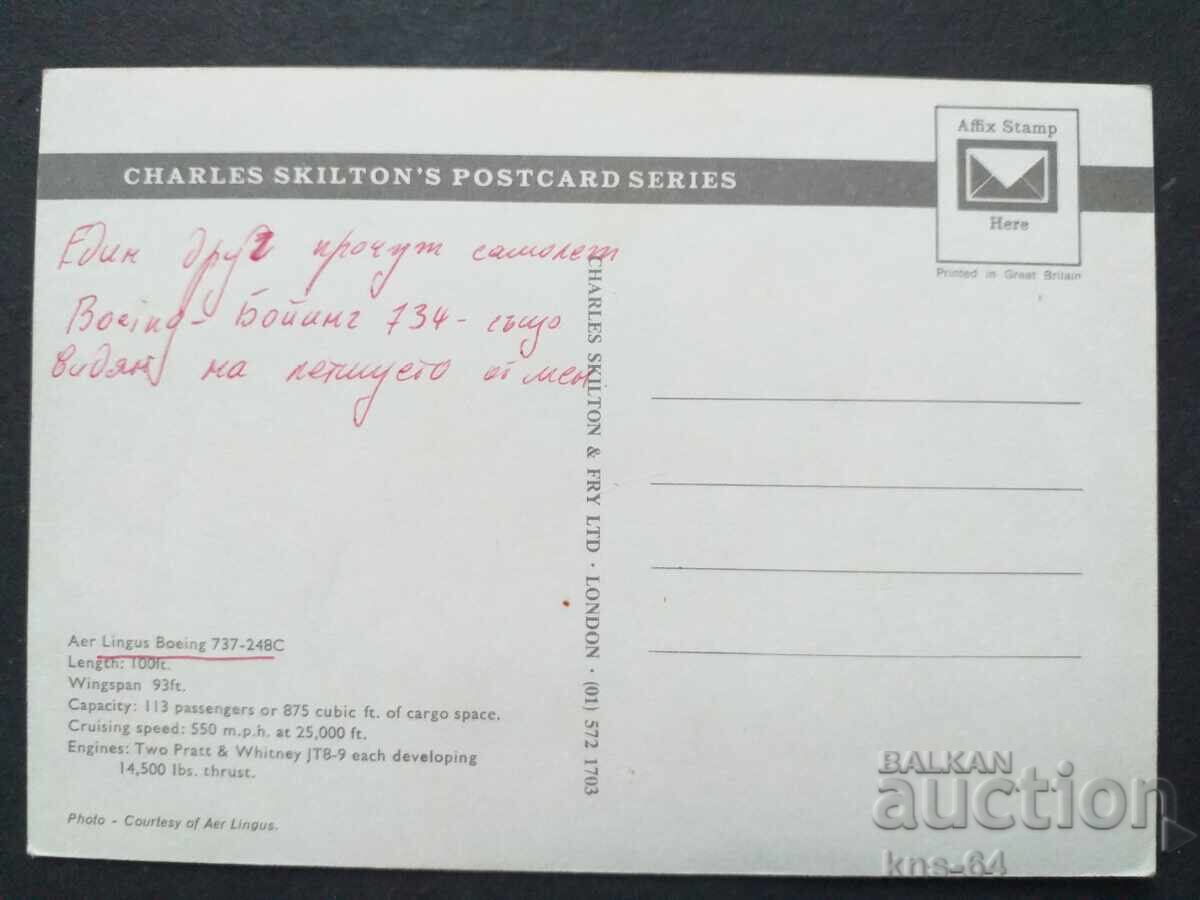 Affix Stamp
Here
Printed in Great Britain
CHARLES SKILTON'S POSTCARD SERIES
Един друг прочут самолет
Boeing - Бойинг 734 - също
видян на летището от мен
CHARLES SKILTON & FRY LTD · LONDON · (01) 572 1703
Aer Lingus Boeing 737-248C
Length: 100ft.
Wingspan 93ft.
Capacity: 113 passengers or 875 cubic ft. of cargo space.
Cruising speed: 550 m.p.h. at 25,000 ft.
Engines: Two Pratt & Whitney JT8-9 each developing
14,500 lbs. thrust.
Photo - Courtesy of Aer Lingus.
BALKAN
auction
kns-64